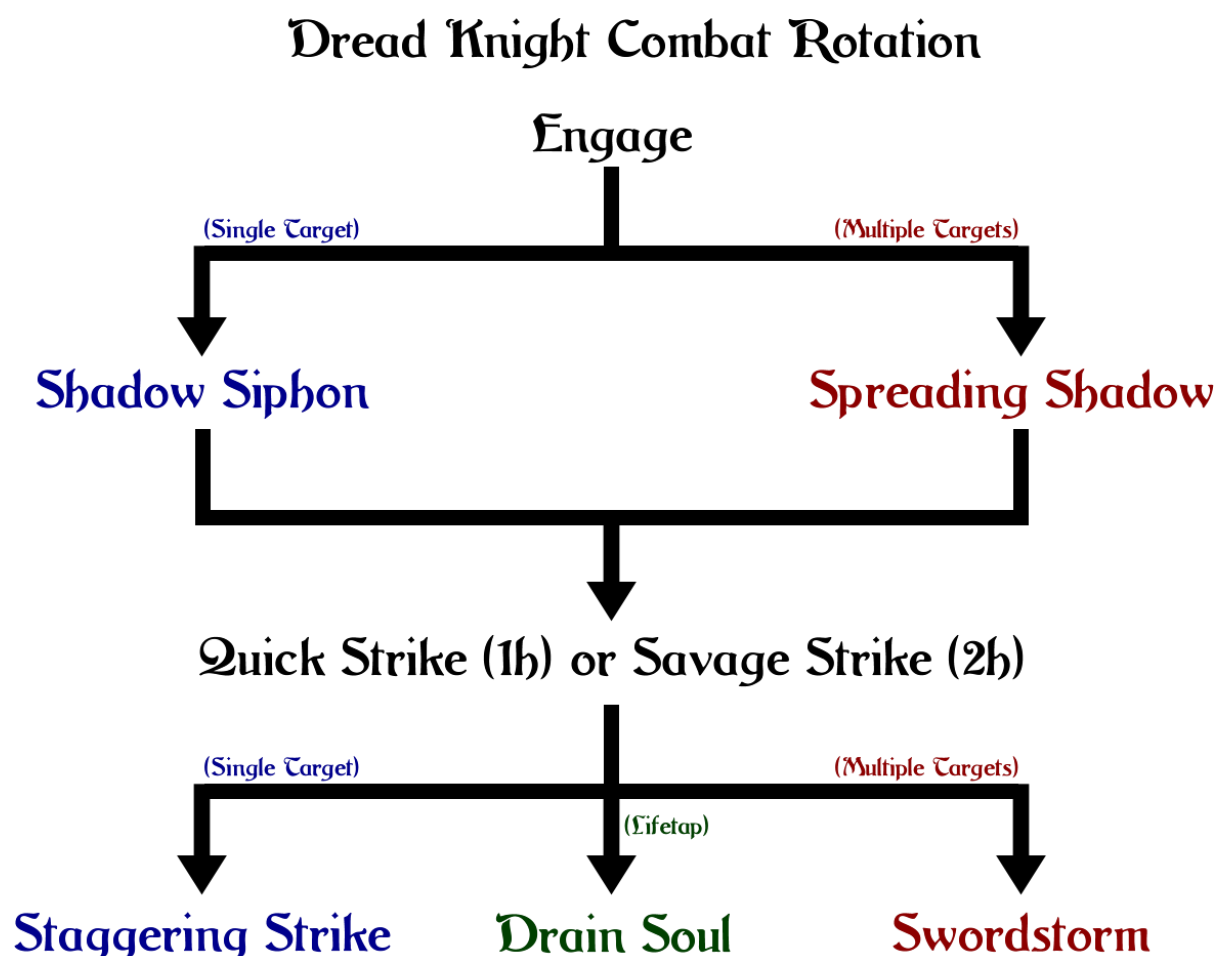 Dread Knight Combat Rotation
Engage
(Single Target)
(Multiple Targets)
Shadow Siphon
Spreading Shadow
Quick Strike (1h) or Savage Strike (2h)
(Single Target)
(Multiple Targets)
(Lifetap)
Staggering Strike
Drain Soul
Swordstorm